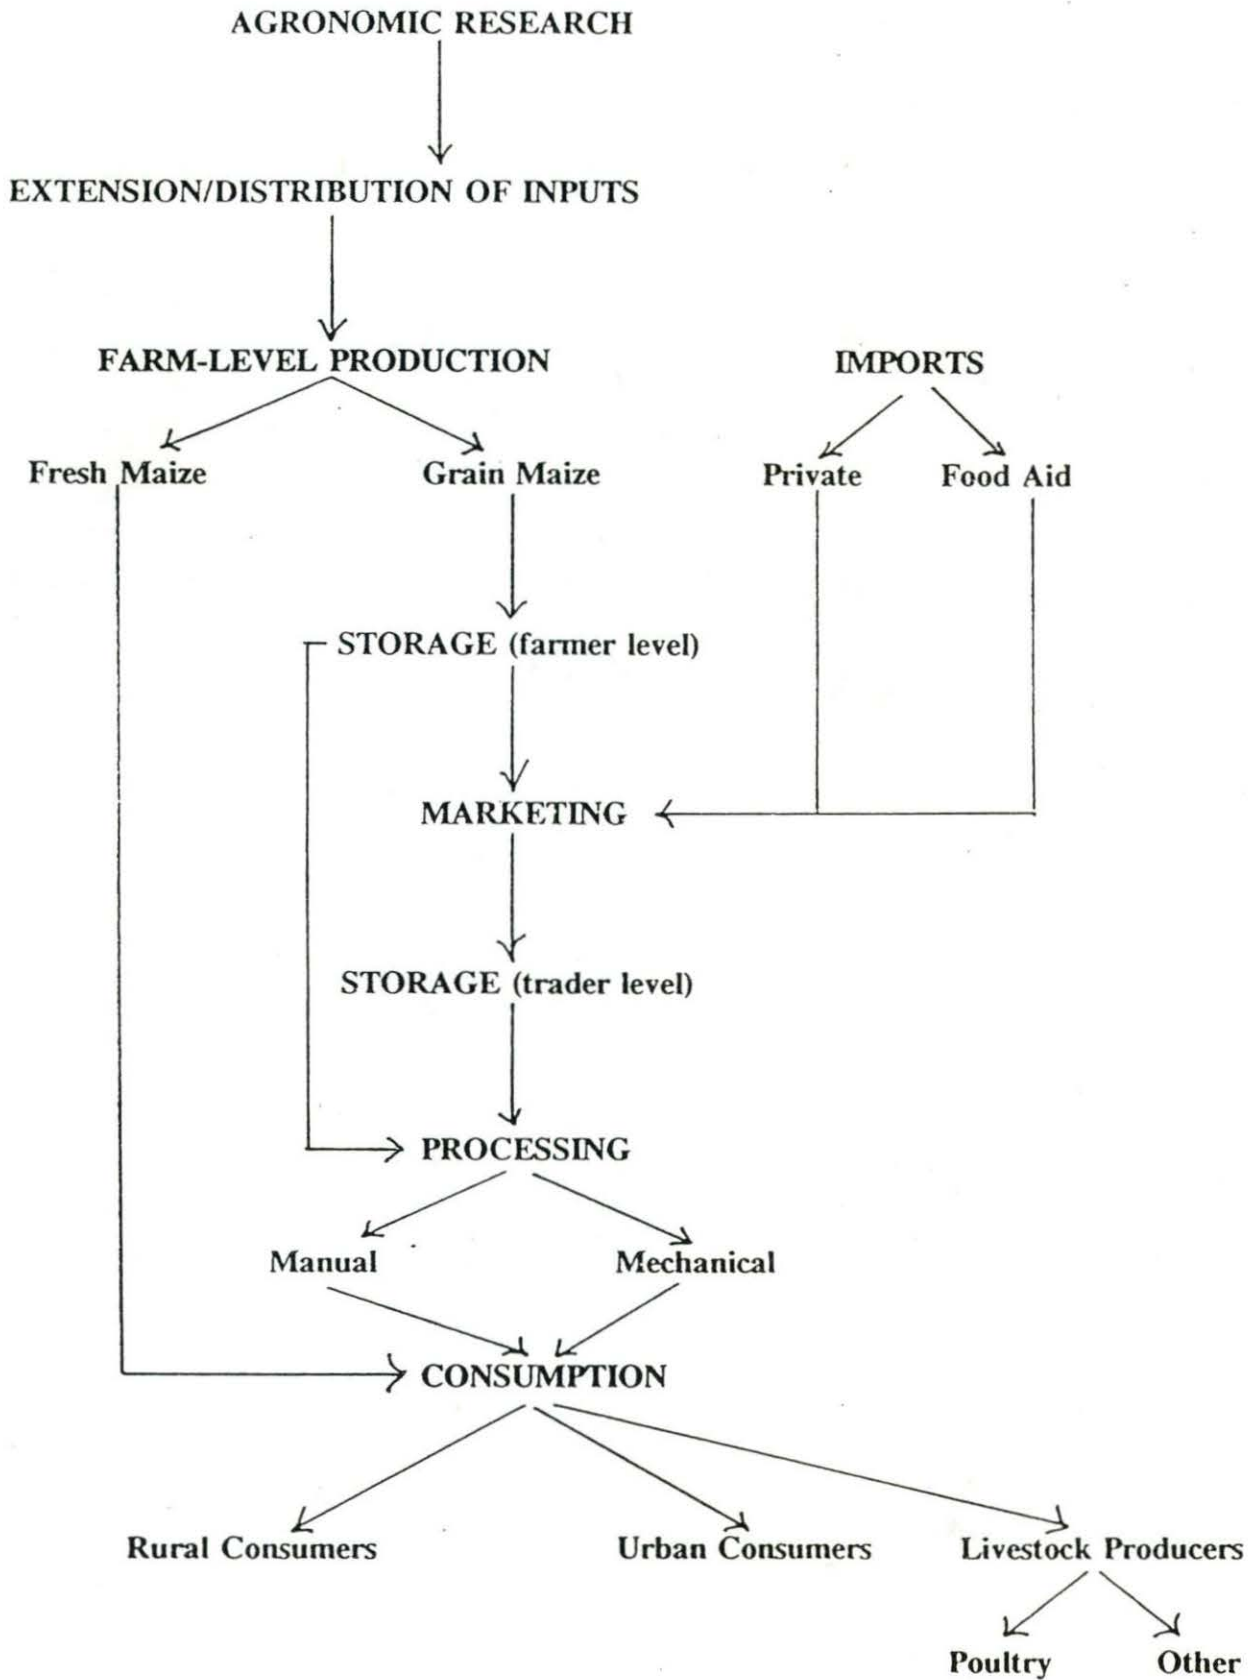 AGRONOMIC RESEARCH
EXTENSION/DISTRIBUTION OF INPUTS
FARM-LEVEL PRODUCTION
IMPORTS
Fresh Maize
Grain Maize
Private
Food Aid
STORAGE (farmer level)
MARKETING
STORAGE (trader level)
PROCESSING
Manual
Mechanical
CONSUMPTION
Rural Consumers
Urban Consumers
Livestock Producers
Poultry
Other